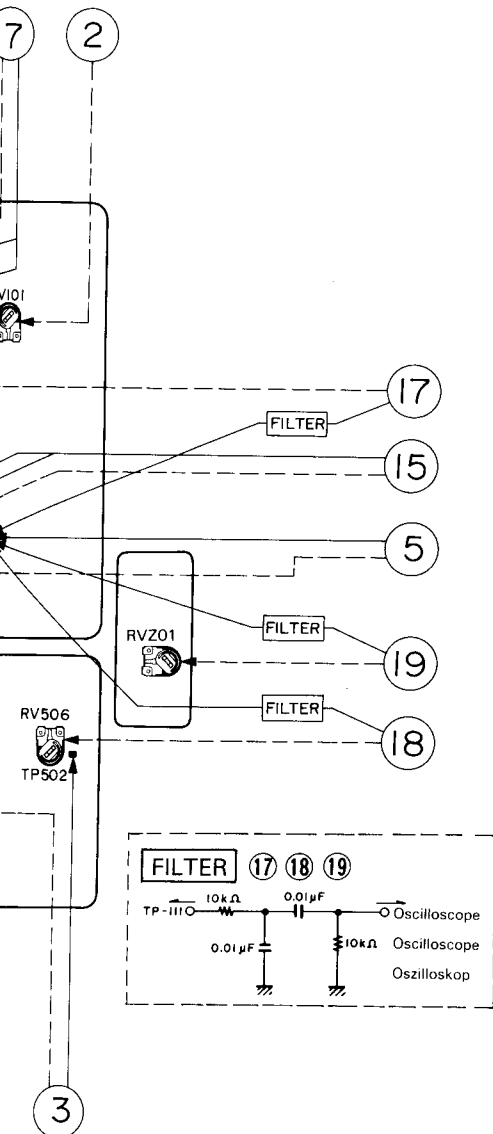 7 2
VI01
17
FILTER
15
5
RVZ01
FILTER
19
FILTER
RV506
18
TP502
FILTER 17 18 19
10kΩ 0.01μF
TP-111 Oscilloscope
0.01μF 10kΩ Oscilloscope
Oszilloskop
3